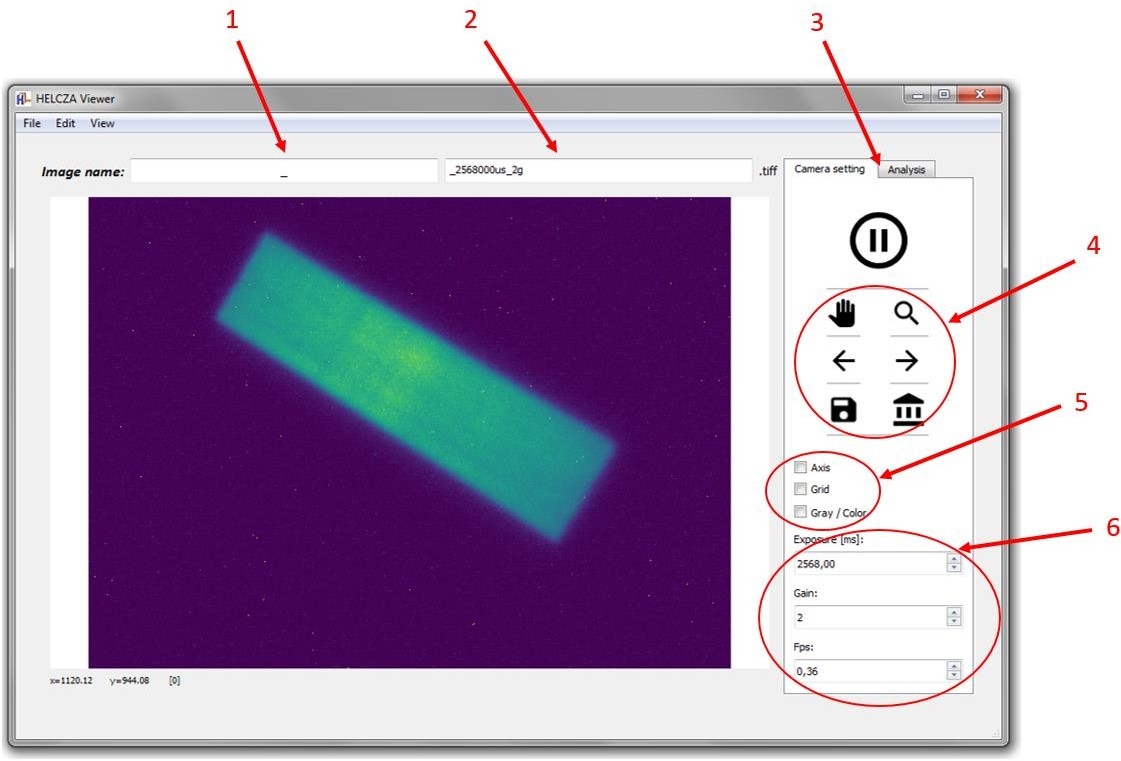 1
2
3
HELCZA Viewer
File Edit View
Image name: _ _2568000us_2g .tiff
Camera setting Analysis
4
5
Axis
Grid
Gray / Color
6
Exposure [ms]:
2568,00
Gain:
2
Fps:
0,36
x=1120.12 y=944.08 [0]